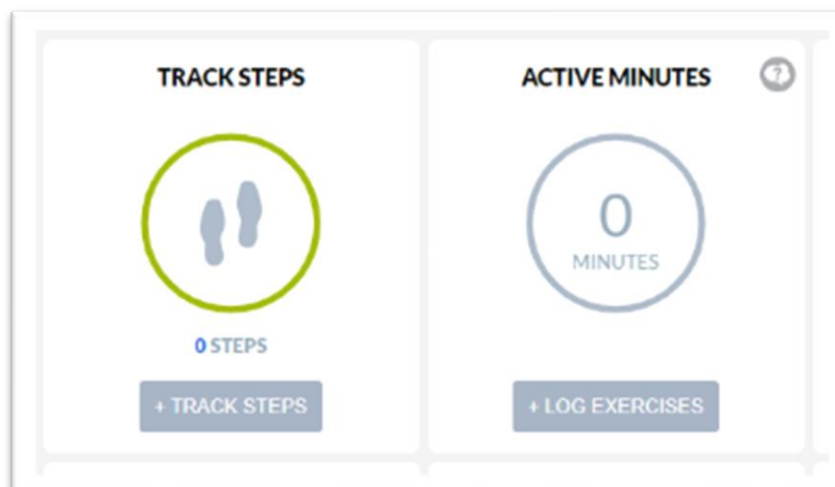 TRACK STEPS
0 STEPS
+ TRACK STEPS
ACTIVE MINUTES
?
0
MINUTES
+ LOG EXERCISES